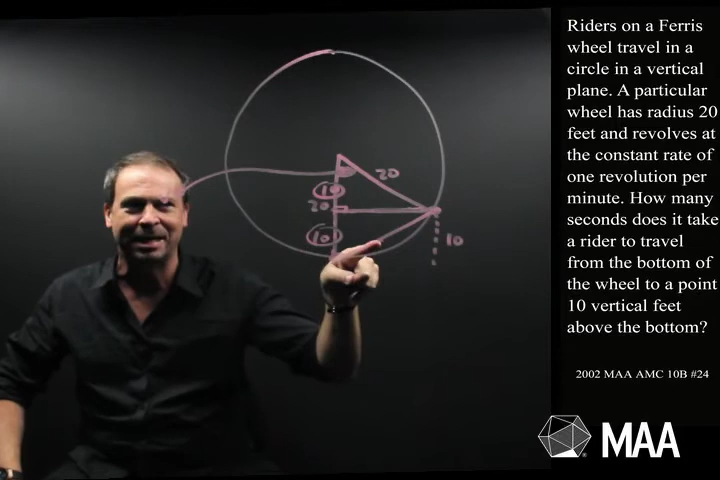 Riders on a Ferris
wheel travel in a
circle in a vertical
plane. A particular
wheel has radius 20
feet and revolves at
the constant rate of
one revolution per
minute. How many
seconds does it take
a rider to travel
from the bottom of
the wheel to a point
10 vertical feet
above the bottom?
2002 MAA AMC 10B #24
MAA
20
10
20
10
10